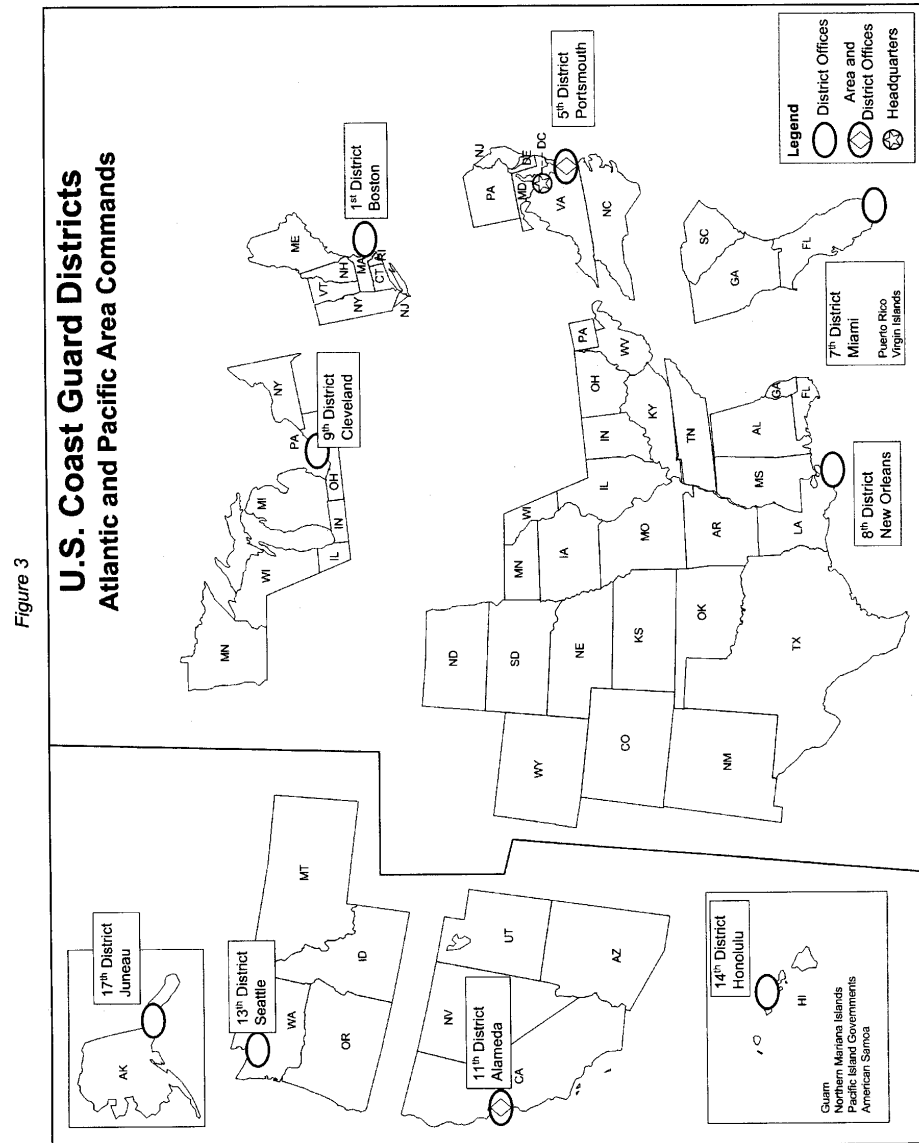 Figure 3
U.S. Coast Guard Districts
Atlantic and Pacific Area Commands
17th District
Juneau
AK
13th District
Seattle
WA
MT
OR
ID
11th District
Alameda
NV
UT
CA
AZ
14th District
Honolulu
HI
Guam
Northern Mariana Islands
Pacific Island Governments
American Samoa
9th District
Cleveland
MN
WI
MI
IL
IN
OH
PA
NY
1st District
Boston
ME
VT
NH
NY
MA
CT
RI
NJ
8th District
New Orleans
ND
SD
NE
KS
OK
TX
WY
CO
NM
MN
WI
IA
MO
AR
LA
IL
IN
OH
PA
WV
KY
TN
MS
AL
GA
FL
5th District
Portsmouth
PA
NJ
MD
DE
DC
VA
NC
7th District
Miami
Puerto Rico
Virgin Islands
SC
GA
FL
Legend
District Offices
Area and
District Offices
Headquarters